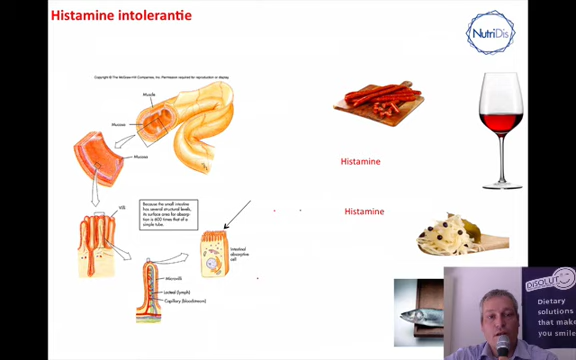 Histamine intolerantie
NutriDis
Copyright © The McGraw-Hill Companies, Inc. Permission required for reproduction or display.
Muscle
Mucosa
Mucosa
Histamine
Villi
Because the small intestine
has several structural levels,
its surface area for absorp-
tion is 600 times that of a
simple tube.
Histamine
Intestinal
absorptive
cell
Microvilli
Lacteal (lymph)
Capillary (bloodstream)
DISOLUT
Dietary
solutions
that make
you smile